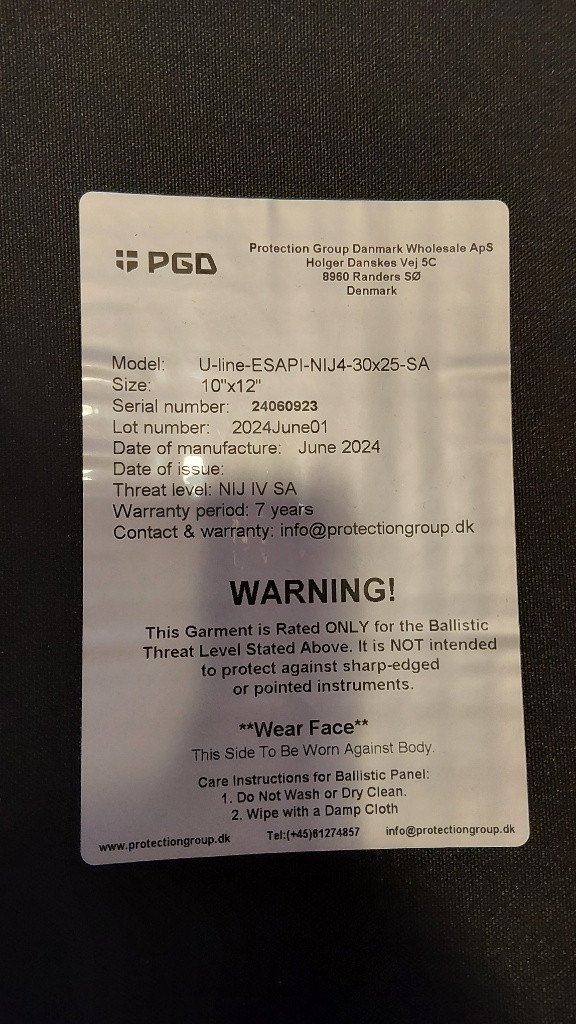 PGD
Protection Group Danmark Wholesale ApS
Holger Danskes Vej 5C
8960 Randers SØ
Denmark
Model: U-line-ESAPI-NIJ4-30x25-SA
Size: 10"x12"
Serial number: 24060923
Lot number: 2024June01
Date of manufacture: June 2024
Date of issue:
Threat level: NIJ IV SA
Warranty period: 7 years
Contact & warranty: info@protectiongroup.dk
WARNING!
This Garment is Rated ONLY for the Ballistic
Threat Level Stated Above. It is NOT intended
to protect against sharp-edged
or pointed instruments.
**Wear Face**
This Side To Be Worn Against Body.
Care Instructions for Ballistic Panel:
1. Do Not Wash or Dry Clean.
2. Wipe with a Damp Cloth
www.protectiongroup.dk Tel:(+45)61274857 info@protectiongroup.dk